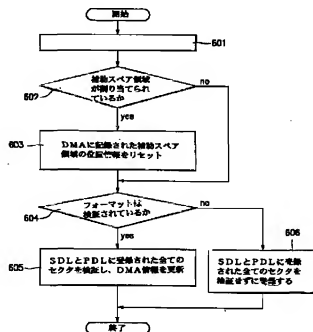 開始
601
補助スペア領域
が割り当てられ
ているか
no
602
yes
603
DMAに記録された補助スペア
領域の位置情報をリセット
フォーマットは
検証されているか
no
604
yes
606
605
SDLとPDLに登録された全ての
セクタを検証し、DMA情報を更新
SDLとPDLに登録
された全てのセクタを
検証せずに
終了